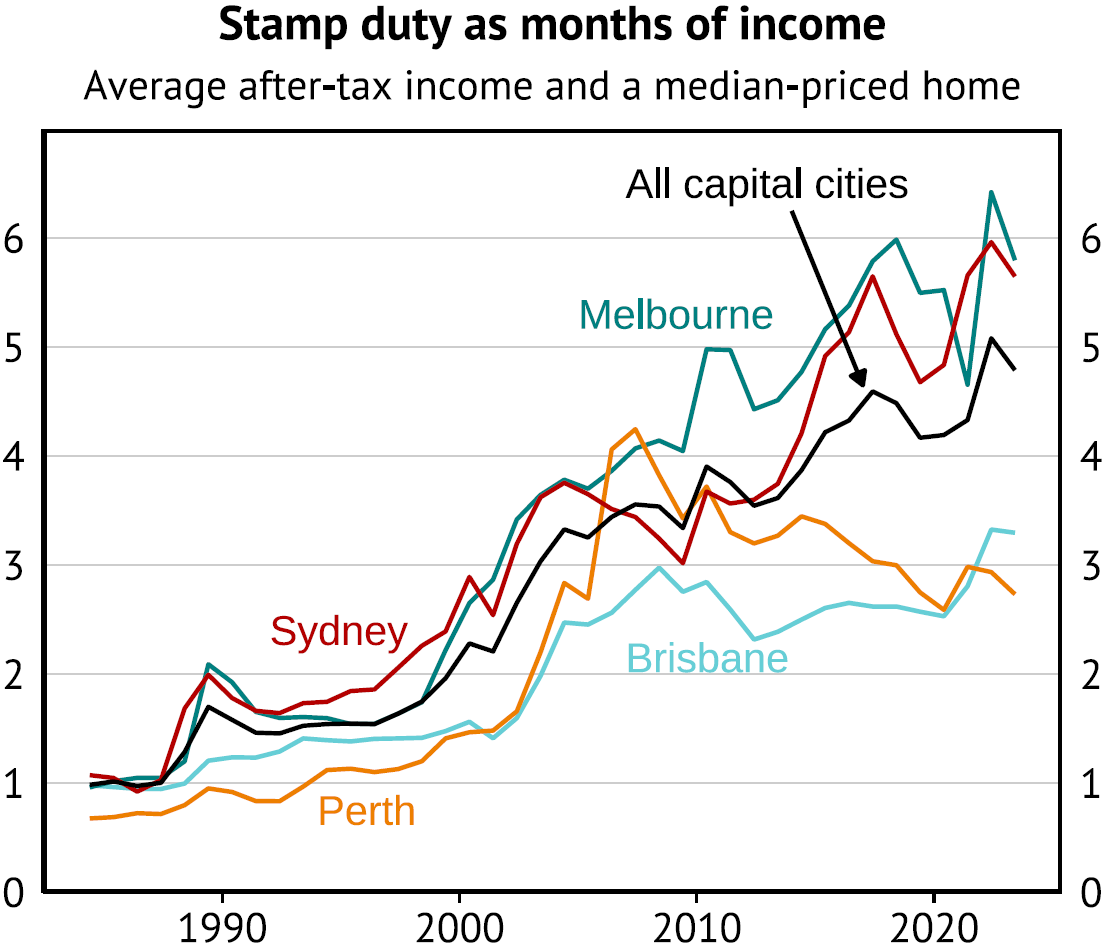 Stamp duty as months of income
Average after-tax income and a median-priced home
All capital cities
6 6
Melbourne
5 5
4 4
3 3
Sydney
Brisbane
2 2
1 1
Perth
0 0
1990 2000 2010 2020